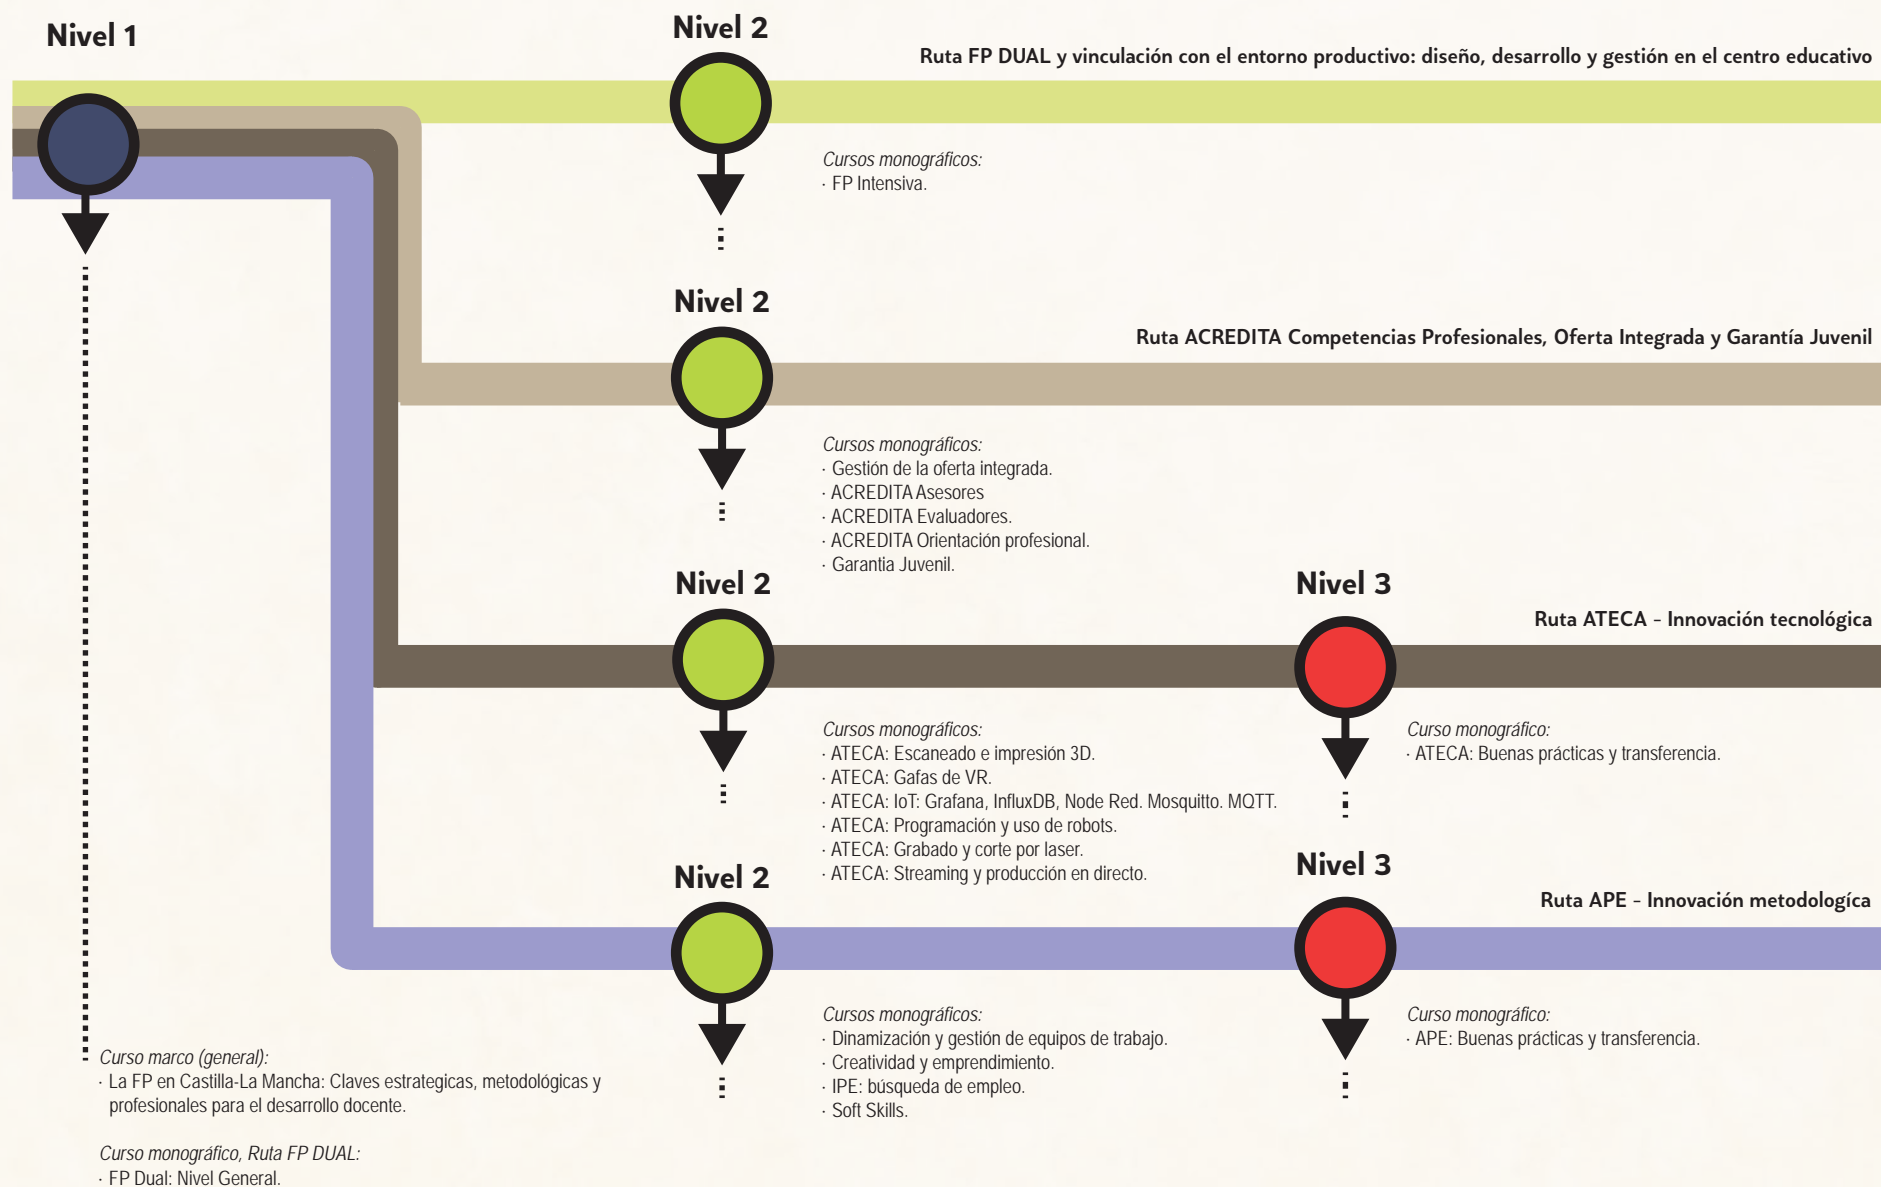 Nivel 1
Nivel 2
Ruta FP DUAL y vinculación con el entorno productivo: diseño, desarrollo y gestión en el centro educativo
Cursos monográficos:
· FP Intensiva.
Nivel 2
Ruta ACREDITA Competencias Profesionales, Oferta Integrada y Garantía Juvenil
Cursos monográficos:
· Gestión de la oferta integrada.
· ACREDITA Asesores
· ACREDITA Evaluadores.
· ACREDITA Orientación profesional.
· Garantia Juvenil.
Nivel 2
Nivel 3
Ruta ATECA - Innovación tecnológica
Cursos monográficos:
· ATECA: Escaneado e impresión 3D.
· ATECA: Gafas de VR.
· ATECA: IoT: Grafana, InfluxDB, Node Red. Mosquitto. MQTT.
· ATECA: Programación y uso de robots.
· ATECA: Grabado y corte por laser.
· ATECA: Streaming y producción en directo.
Curso monográfico:
· ATECA: Buenas prácticas y transferencia.
Nivel 2
Nivel 3
Ruta APE - Innovación metodologíca
Cursos monográficos:
· Dinamización y gestión de equipos de trabajo.
· Creatividad y emprendimiento.
· IPE: búsqueda de empleo.
· Soft Skills.
Curso monográfico:
· APE: Buenas prácticas y transferencia.
Curso marco (general):
· La FP en Castilla-La Mancha: Claves estrategicas, metodológicas y
profesionales para el desarrollo docente.
Curso monográfico, Ruta FP DUAL:
· FP Dual: Nivel General.